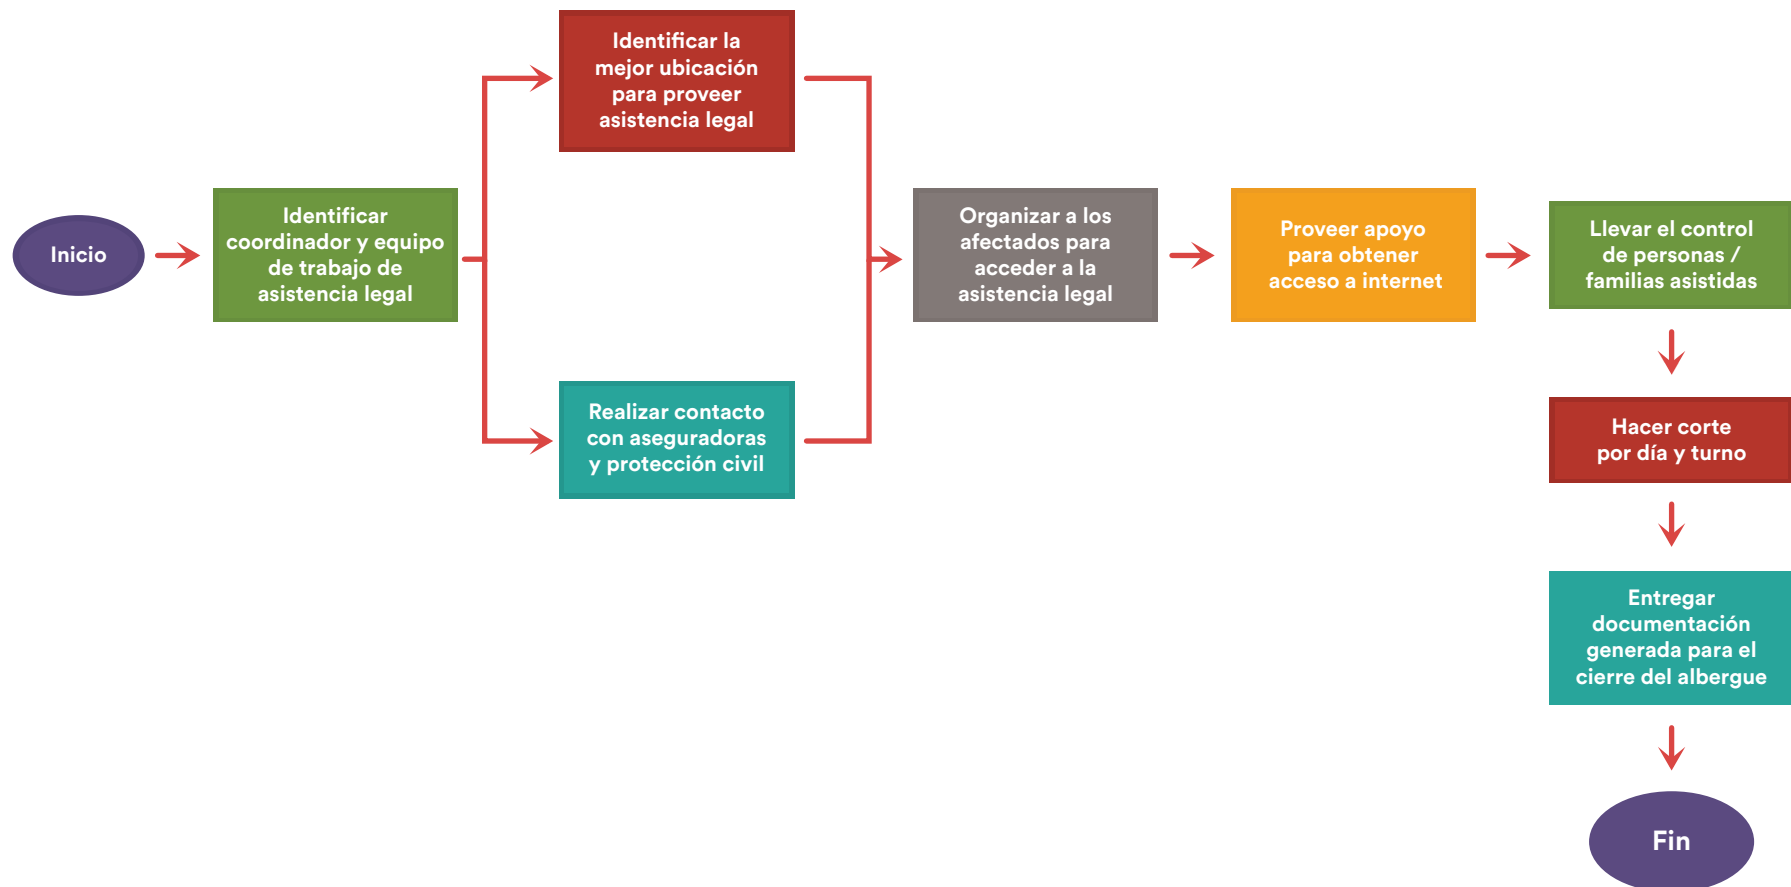 Inicio
Identificar
coordinador y equipo
de trabajo de
asistencia legal
Identificar la
mejor ubicación
para proveer
asistencia legal
Realizar contacto
con aseguradoras
y protección civil
Organizar a los
afectados para
acceder a la
asistencia legal
Proveer apoyo
para obtener
acceso a internet
Llevar el control
de personas /
familias asistidas
Hacer corte
por día y turno
Entregar
documentación
generada para el
cierre del albergue
Fin